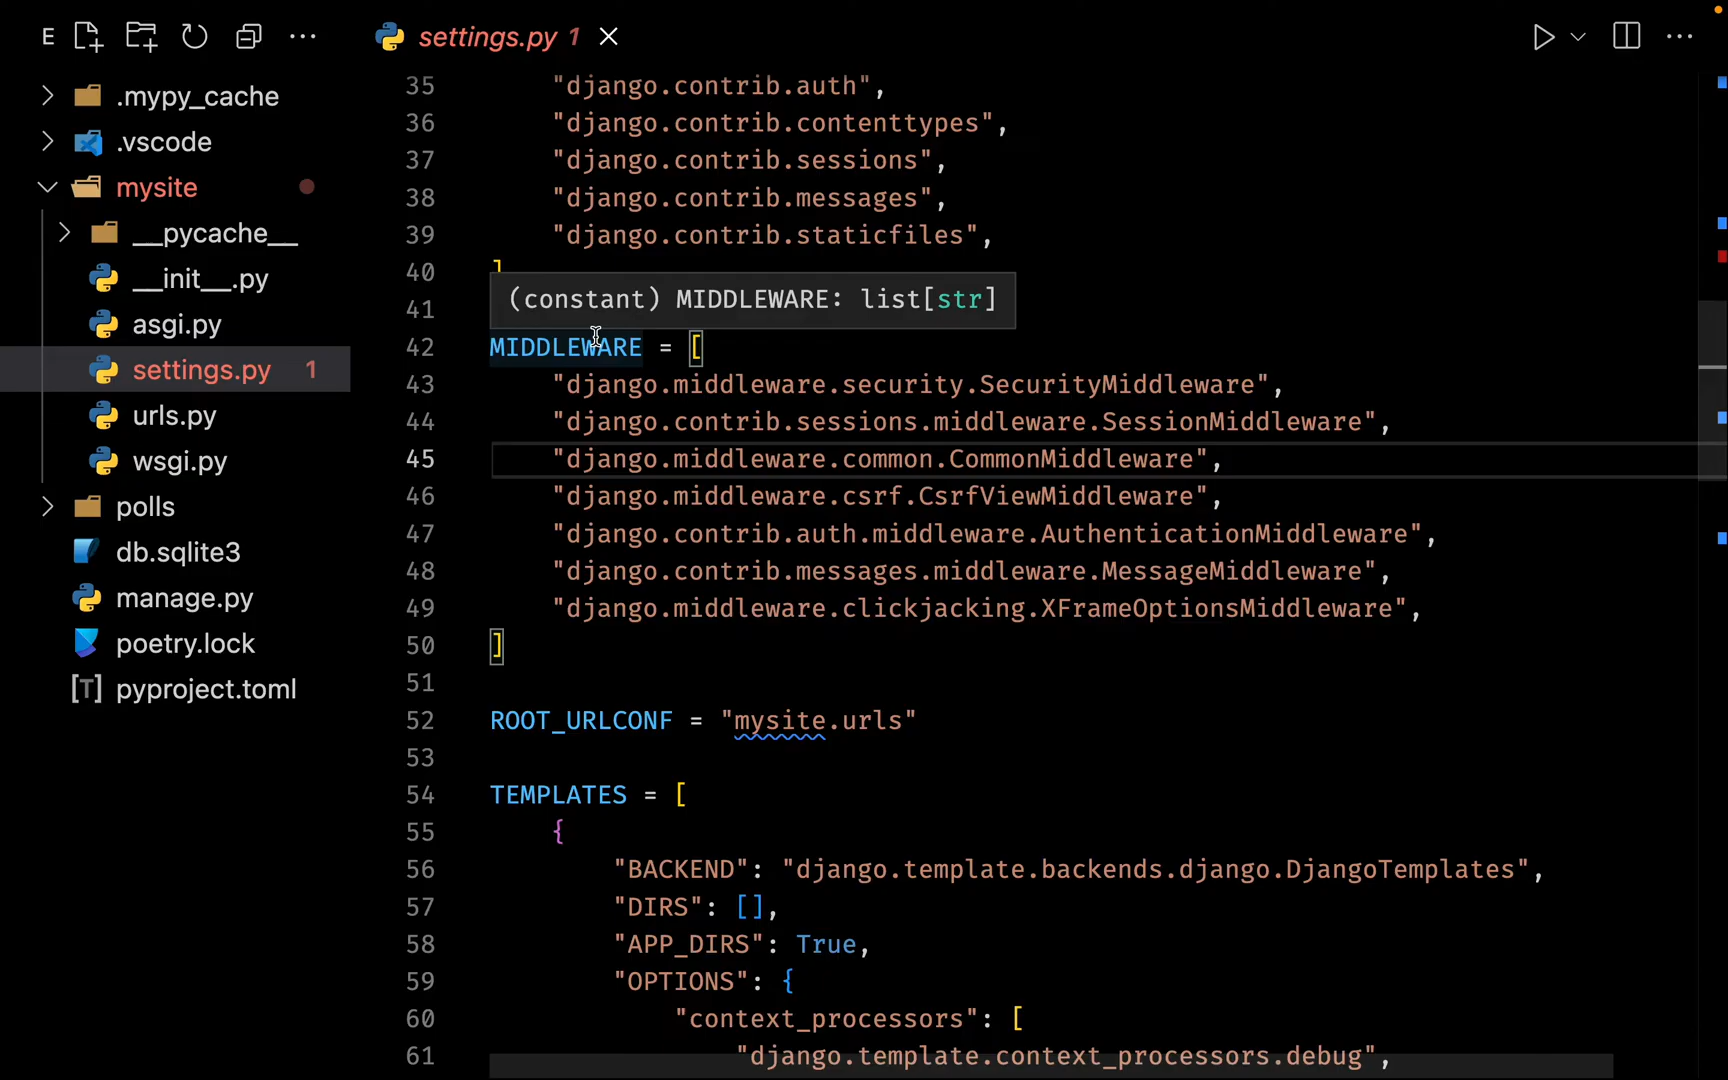 E
settings.py 1
.mypy_cache
.vscode
mysite
__pycache__
__init__.py
asgi.py
settings.py 1
urls.py
wsgi.py
polls
db.sqlite3
manage.py
poetry.lock
[T] pyproject.toml
35 "django.contrib.auth",
36 "django.contrib.contenttypes",
37 "django.contrib.sessions",
38 "django.contrib.messages",
39 "django.contrib.staticfiles",
40 ]
(constant) MIDDLEWARE: list[str]
41
42 MIDDLEWARE = [
43 "django.middleware.security.SecurityMiddleware",
44 "django.contrib.sessions.middleware.SessionMiddleware",
45 "django.middleware.common.CommonMiddleware",
46 "django.middleware.csrf.CsrfViewMiddleware",
47 "django.contrib.auth.middleware.AuthenticationMiddleware",
48 "django.contrib.messages.middleware.MessageMiddleware",
49 "django.middleware.clickjacking.XFrameOptionsMiddleware",
50 ]
51
52 ROOT_URLCONF = "mysite.urls"
53
54 TEMPLATES = [
55 {
56 "BACKEND": "django.template.backends.django.DjangoTemplates",
57 "DIRS": [],
58 "APP_DIRS": True,
59 "OPTIONS": {
60 "context_processors": [
61 "django.template.context_processors.debug",